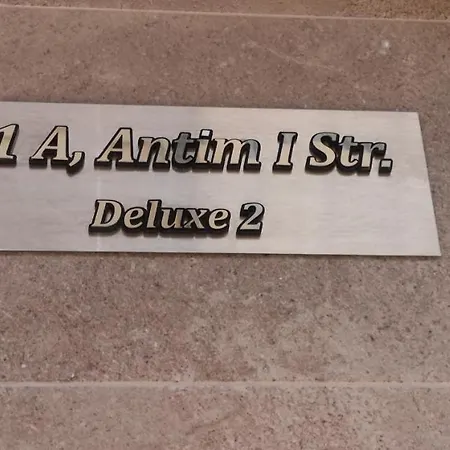 1 A, Antim I Str.
Deluxe 2